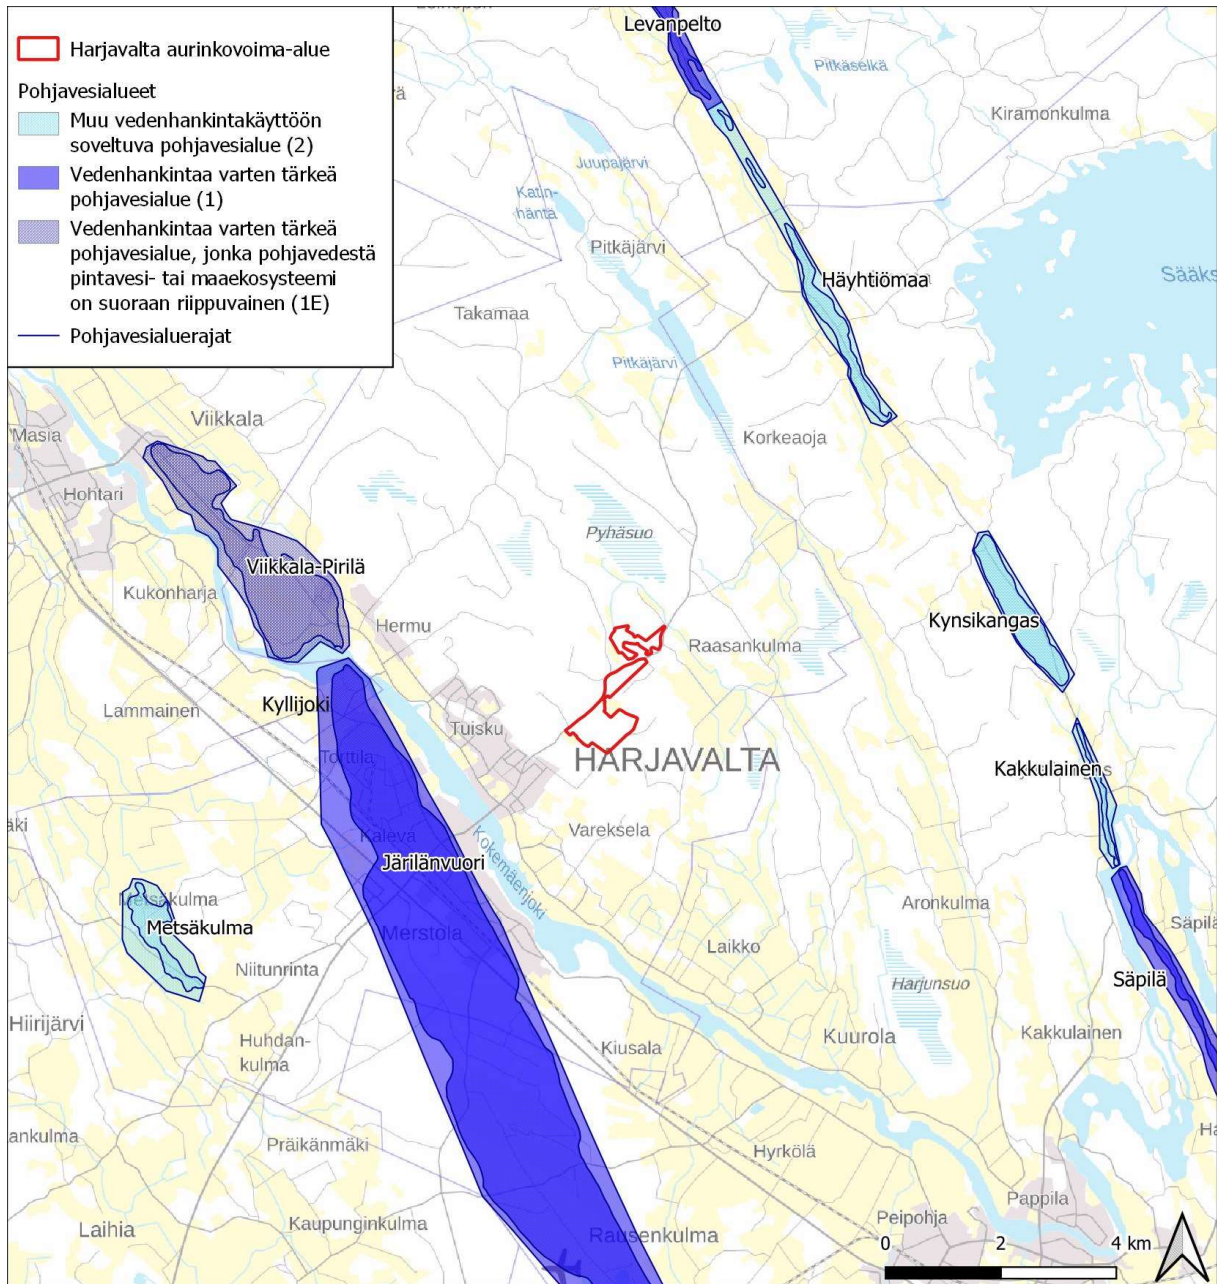 Harjavalta aurinkovoima-alue
Pohjavesialueet
Muu vedenhankintakäyttöön
soveltuva pohjavesialue (2)
Vedenhankintaa varten tärkeä
pohjavesialue (1)
Vedenhankintaa varten tärkeä
pohjavesialue, jonka pohjavedestä
pintavesi- tai maaekosysteemi
on suoraan riippuvainen (1E)
Pohjavesialuerajat
Levanpelto
Pitkäselkä
Kiramonkulma
Juupajärvi
Katin-
häntä
Pitkäjärvi
Sääks
Häyhtiömaa
Takamaa
Pitkäjärvi
Viikkala
Masia
Korkeaoja
Hohtari
Pyhäsuo
Viikkala-Pirilä
Kukonharja
Hermu
Kynsikangas
Raasankulma
Kyllijoki
Lammainen
Tuisku
Torttila
HARJAVALTA
Kakkulainen
Kaleva
Vareksela
Järilänvuori
Kokemäenjoki
Metsäkulma
Metsäkulma
Aronkulma
Säpilä
Merstola
Laikko
Niitunrinta
Harjunsuo
Säpilä
Hiirijärvi
Kuurola
Kakkulainen
Huhdan-
kulma
Kiusala
ankulma
Präikänmäki
Hyrkölä
Pappila
Laihia
Kaupunginkulma
Peipohja
Rausenkulma
0 2 4 km